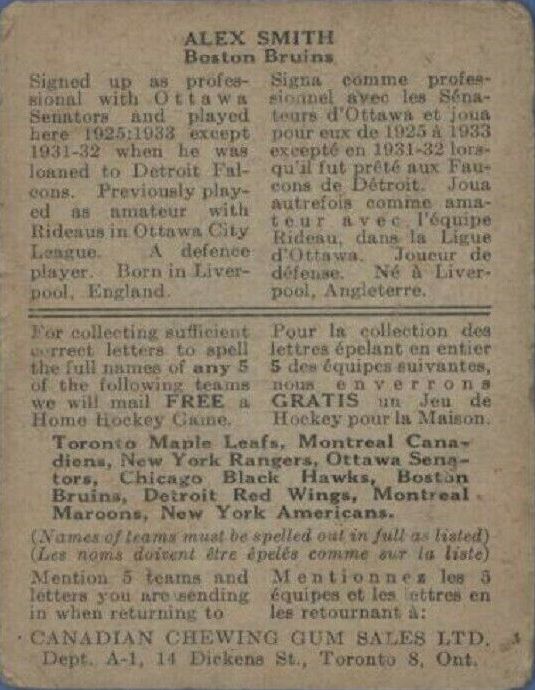 ALEX SMITH
Boston Bruins
Signed up as profes-
sional with Ottawa
Senators and played
here 1925:1933 except
1931-32 when he was
loaned to Detroit Fal-
cons. Previously play-
ed as amateur with
Rideaus in Ottawa City
League. A defence
player. Born in Liver-
pool, England.
Signa comme profes-
sionnel avec les Séna-
teurs d'Ottawa et joua
pour eux de 1925 à 1933
excepté en 1931-32 lors-
qu'il fut prêté aux Fau-
cons de Détroit. Joua
autrefois comme ama-
teur avec l'équipe
Rideau, dans la Ligue
d'Ottawa. Joueur de
défense. Né à Liver-
pool, Angleterre.
For collecting sufficient
correct letters to spell
the full names of any 5
of the following teams
we will mail FREE a
Home Hockey Game.
Pour la collection des
lettres épelant en entier
5 des équipes suivantes,
nous enverrons
GRATIS un Jeu de
Hockey pour la Maison.
Toronto Maple Leafs, Montreal Cana-
diens, New York Rangers, Ottawa Sena-
tors, Chicago Black Hawks, Boston
Bruins, Detroit Red Wings, Montreal
Maroons, New York Americans.
(Names of teams must be spelled out in full as listed)
(Les noms doivent être épelés comme sur la liste)
Mention 5 teams and
letters you are sending
in when returning to
Mentionnez les 5
équipes et les lettres en
les retournant à:
CANADIAN CHEWING GUM SALES LTD.
Dept. A-1, 14 Dickens St., Toronto 8, Ont.